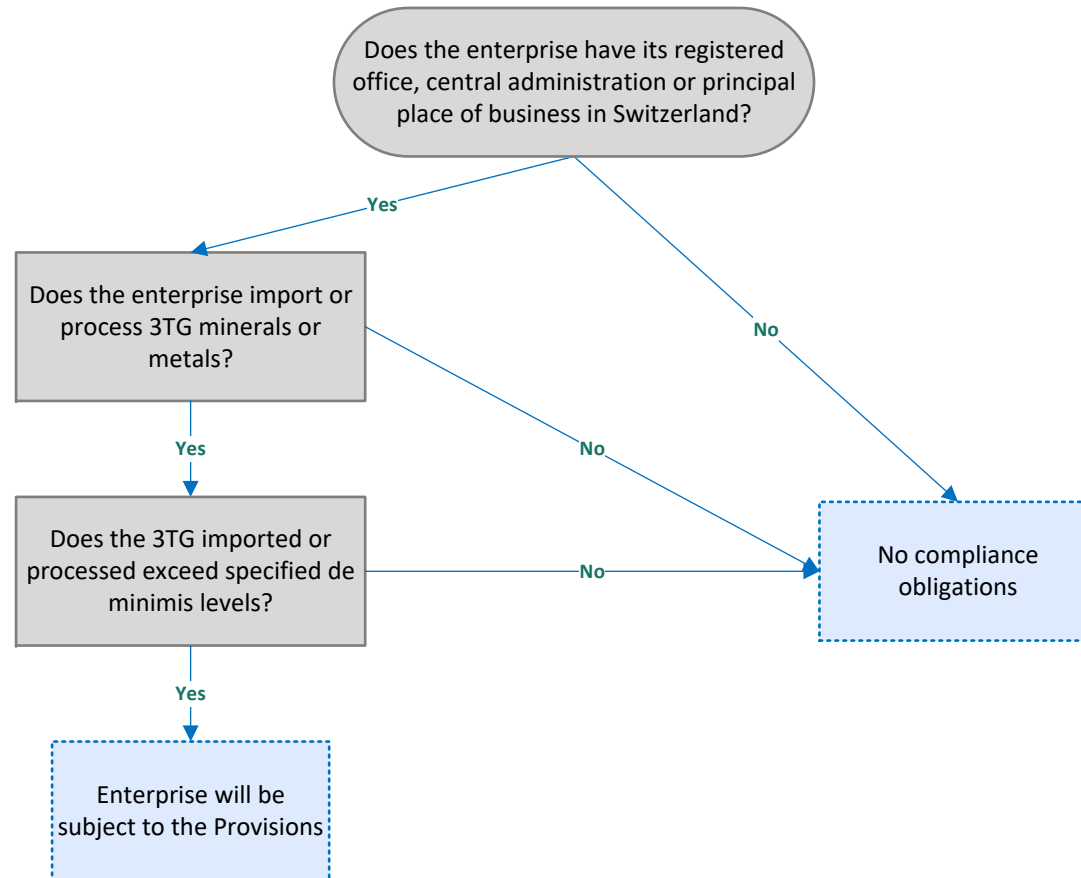 Does the enterprise have its registered
office, central administration or principal
place of business in Switzerland?
Yes
No
Does the enterprise import or
process 3TG minerals or
metals?
Yes
No
Does the 3TG imported or
processed exceed specified de
minimis levels?
No
Yes
No compliance
obligations
Enterprise will be
subject to the Provisions